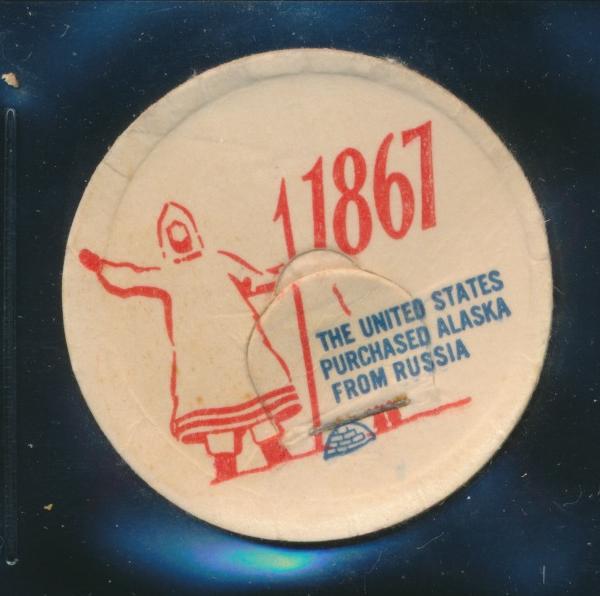 1867
THE UNITED STATES
PURCHASED ALASKA
FROM RUSSIA